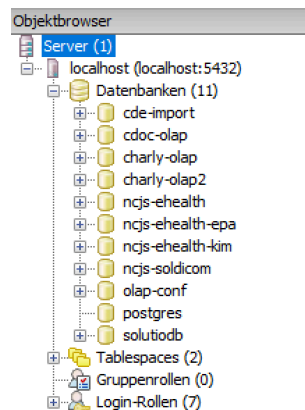 Objektbrowser
Server (1)
localhost (localhost:5432)
Datenbanken (11)
cde-import
cdoc-olap
charly-olap
charly-olap2
ncjs-ehealth
ncjs-ehealth-epa
ncjs-ehealth-kim
ncjs-soldicom
olap-conf
postgres
solutiodb
Tablespaces (2)
Gruppenrollen (0)
Login-Rollen (7)